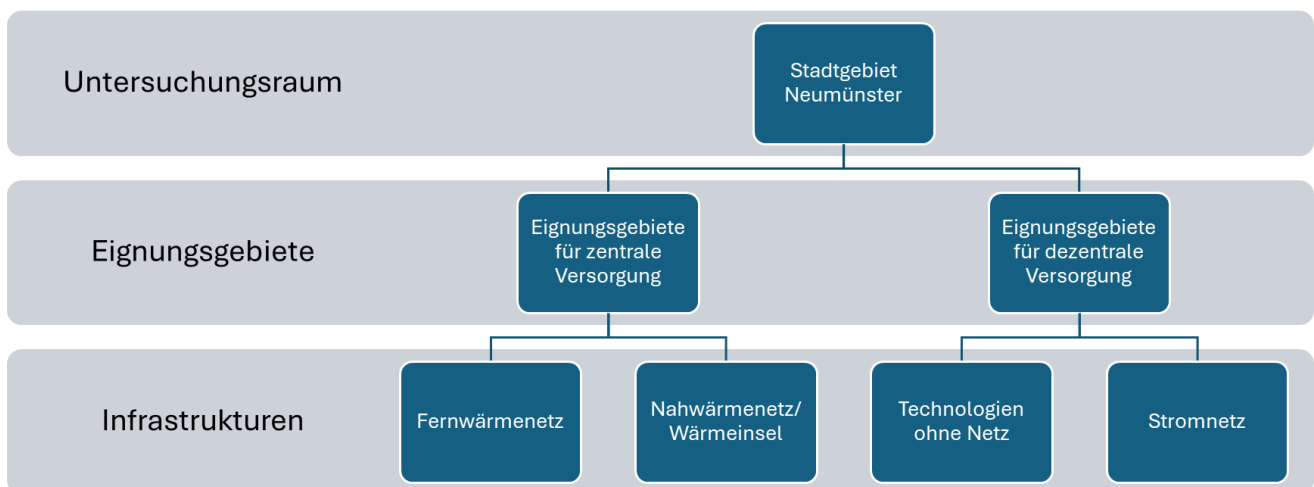 Untersuchungsraum
Stadtgebiet
Neumünster
Eignungsgebiete
Eignungsgebiete
für zentrale
Versorgung
Eignungsgebiete
für dezentrale
Versorgung
Infrastrukturen
Fernwärmenetz
Nahwärmenetz/
Wärmeinsel
Technologien
ohne Netz
Stromnetz